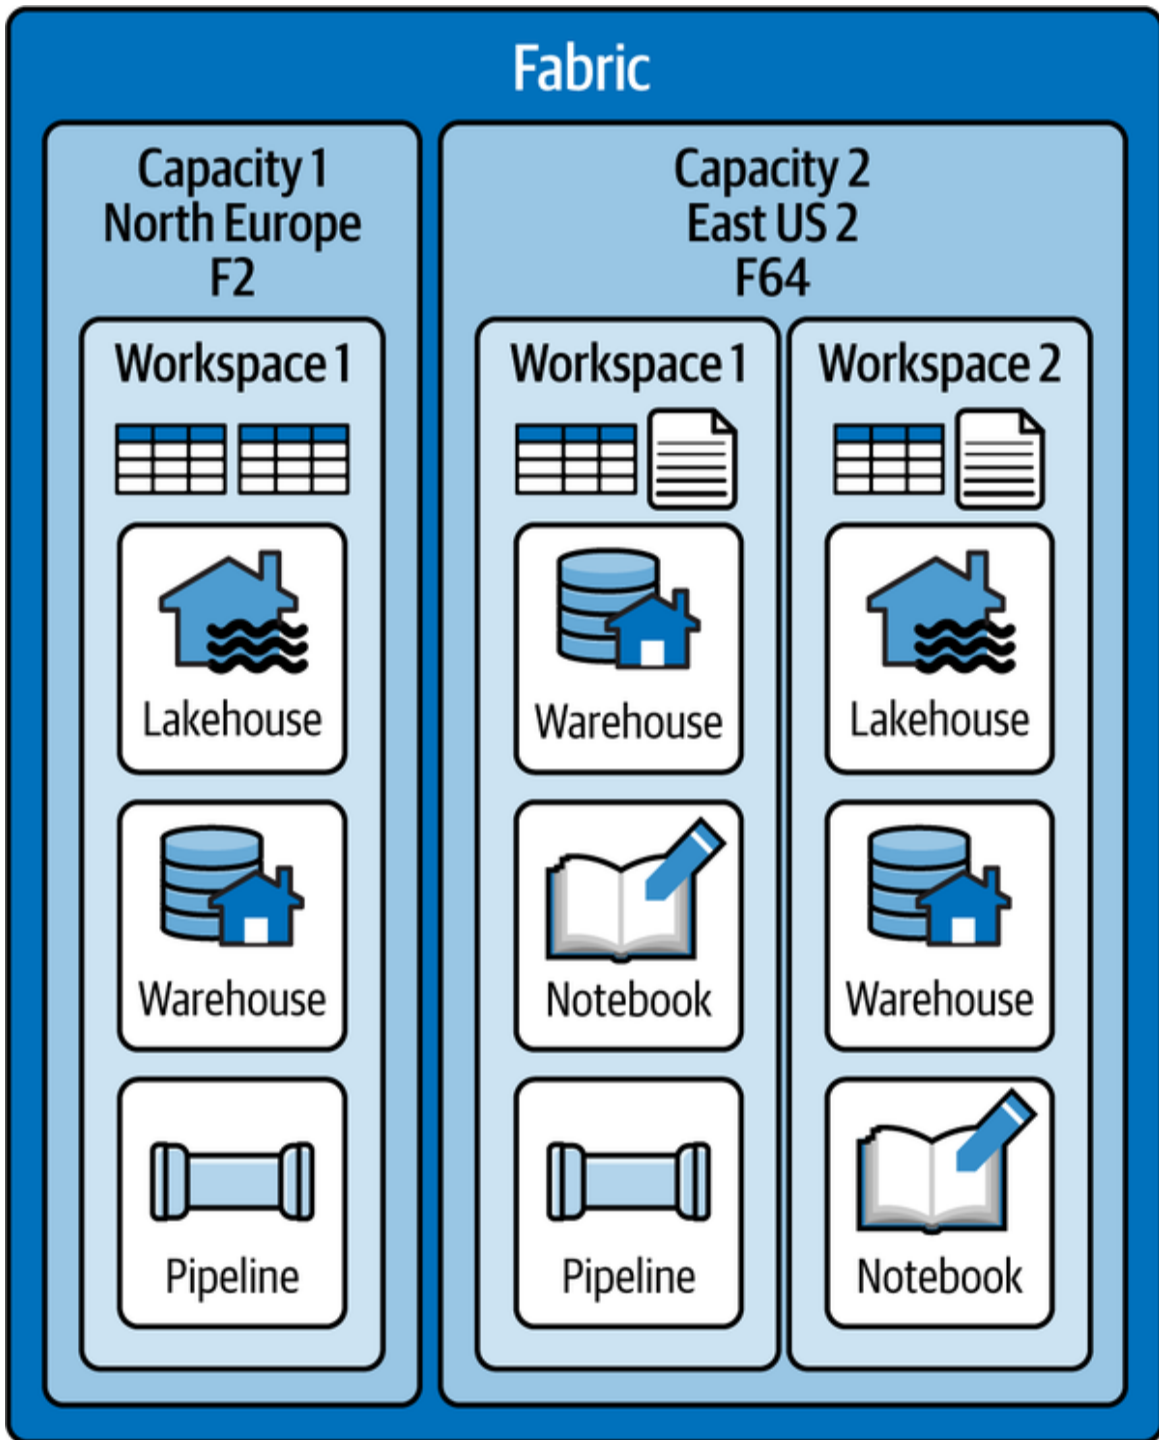 Fabric
Capacity 1
North Europe
F2
Workspace 1
Lakehouse
Warehouse
Pipeline
Capacity 2
East US 2
F64
Workspace 1
Warehouse
Notebook
Pipeline
Workspace 2
Lakehouse
Warehouse
Notebook